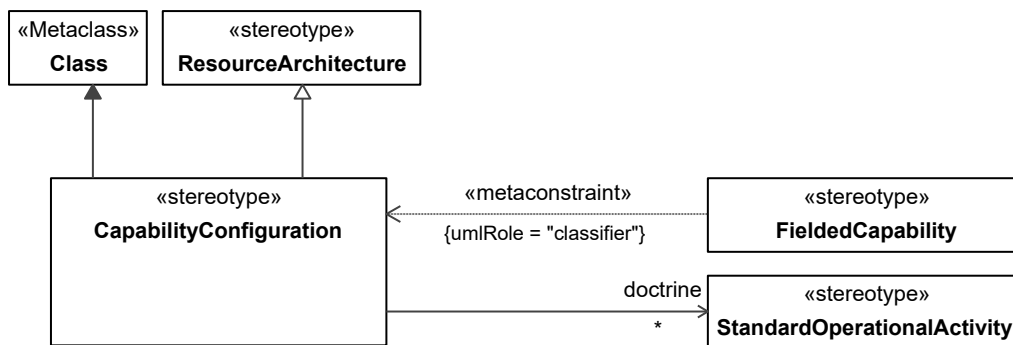 «Metaclass»
Class
«stereotype»
ResourceArchitecture
«stereotype»
CapabilityConfiguration
«metaconstraint»
{umlRole = "classifier"}
«stereotype»
FieldedCapability
doctrine
*
«stereotype»
StandardOperationalActivity